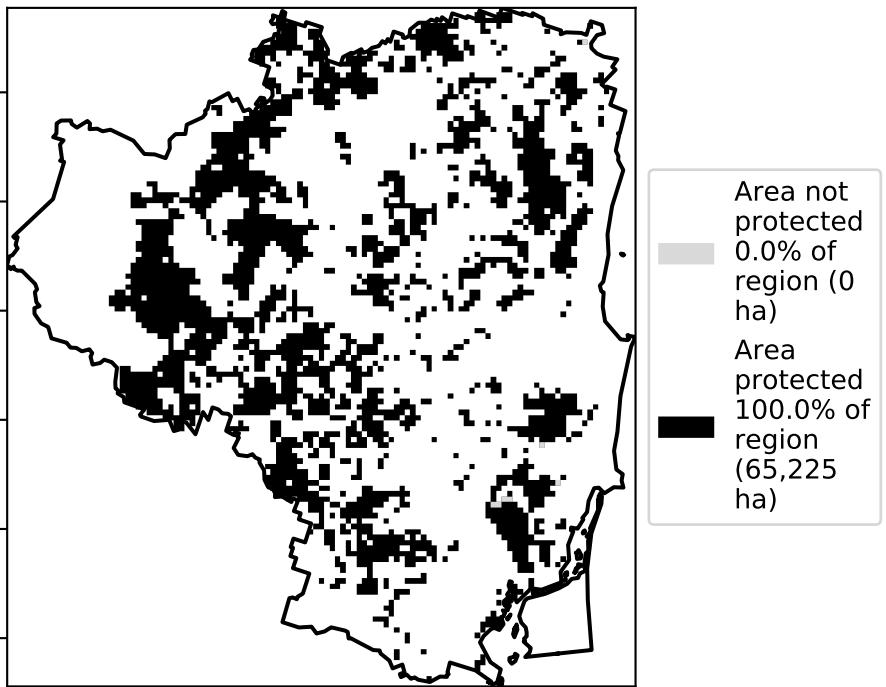 Area not
protected
0.0% of
region (0
ha)
Area
protected
100.0% of
region
(65,225
ha)